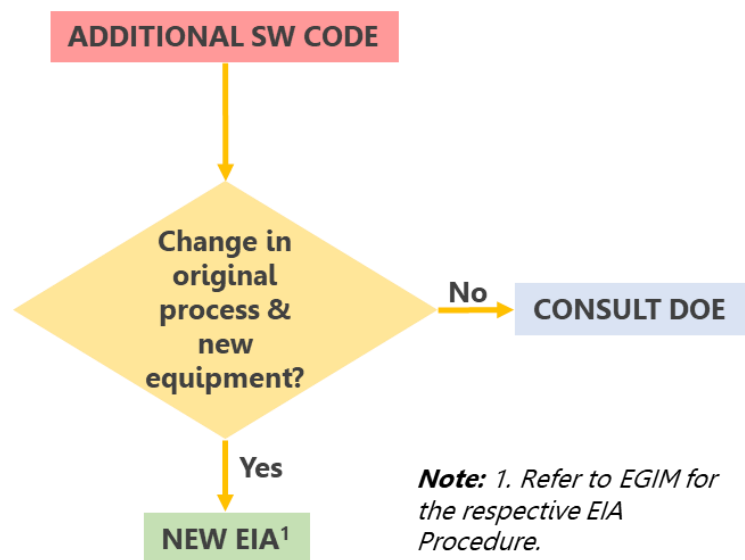 ADDITIONAL SW CODE
Change in
original
process &
new
equipment?
No
CONSULT DOE
Yes
NEW EIA¹
Note: 1. Refer to EGIM for
the respective EIA
Procedure.